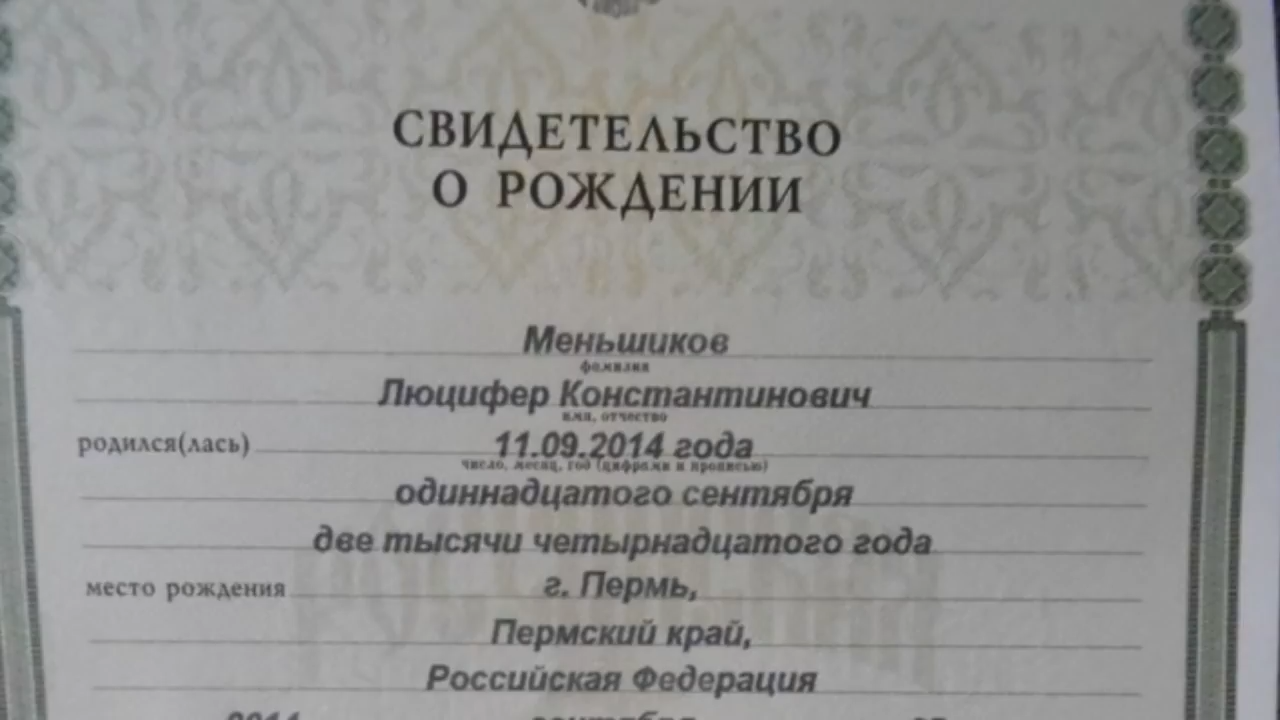 СВИДЕТЕЛЬСТВО
О РОЖДЕНИИ
Меньшиков
фамилия
Люцифер Константинович
имя, отчество
родился(лась) 11.09.2014 года
число, месяц, год (цифрами и прописью)
одиннадцатого сентября
две тысячи четырнадцатого года
место рождения г. Пермь,
Пермский край,
Российская Федерация